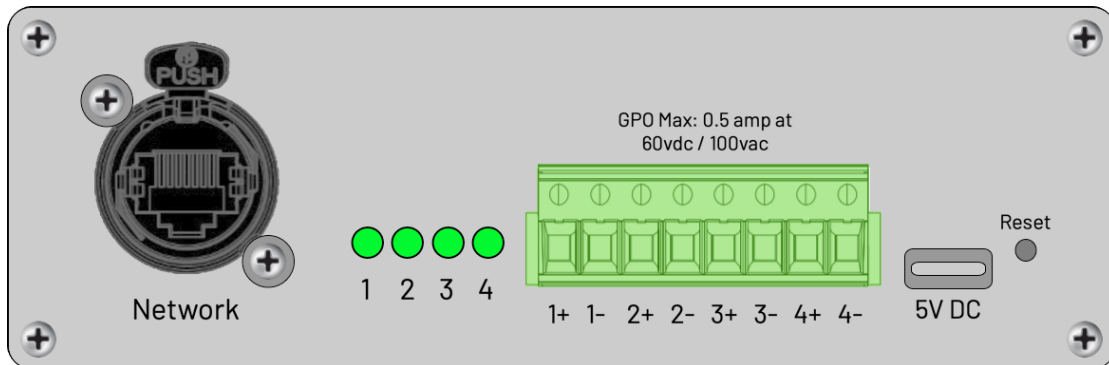 PUSH
Network
1 2 3 4
GPO Max: 0.5 amp at
60vdc / 100vac
1+ 1- 2+ 2- 3+ 3- 4+ 4-
5V DC
Reset